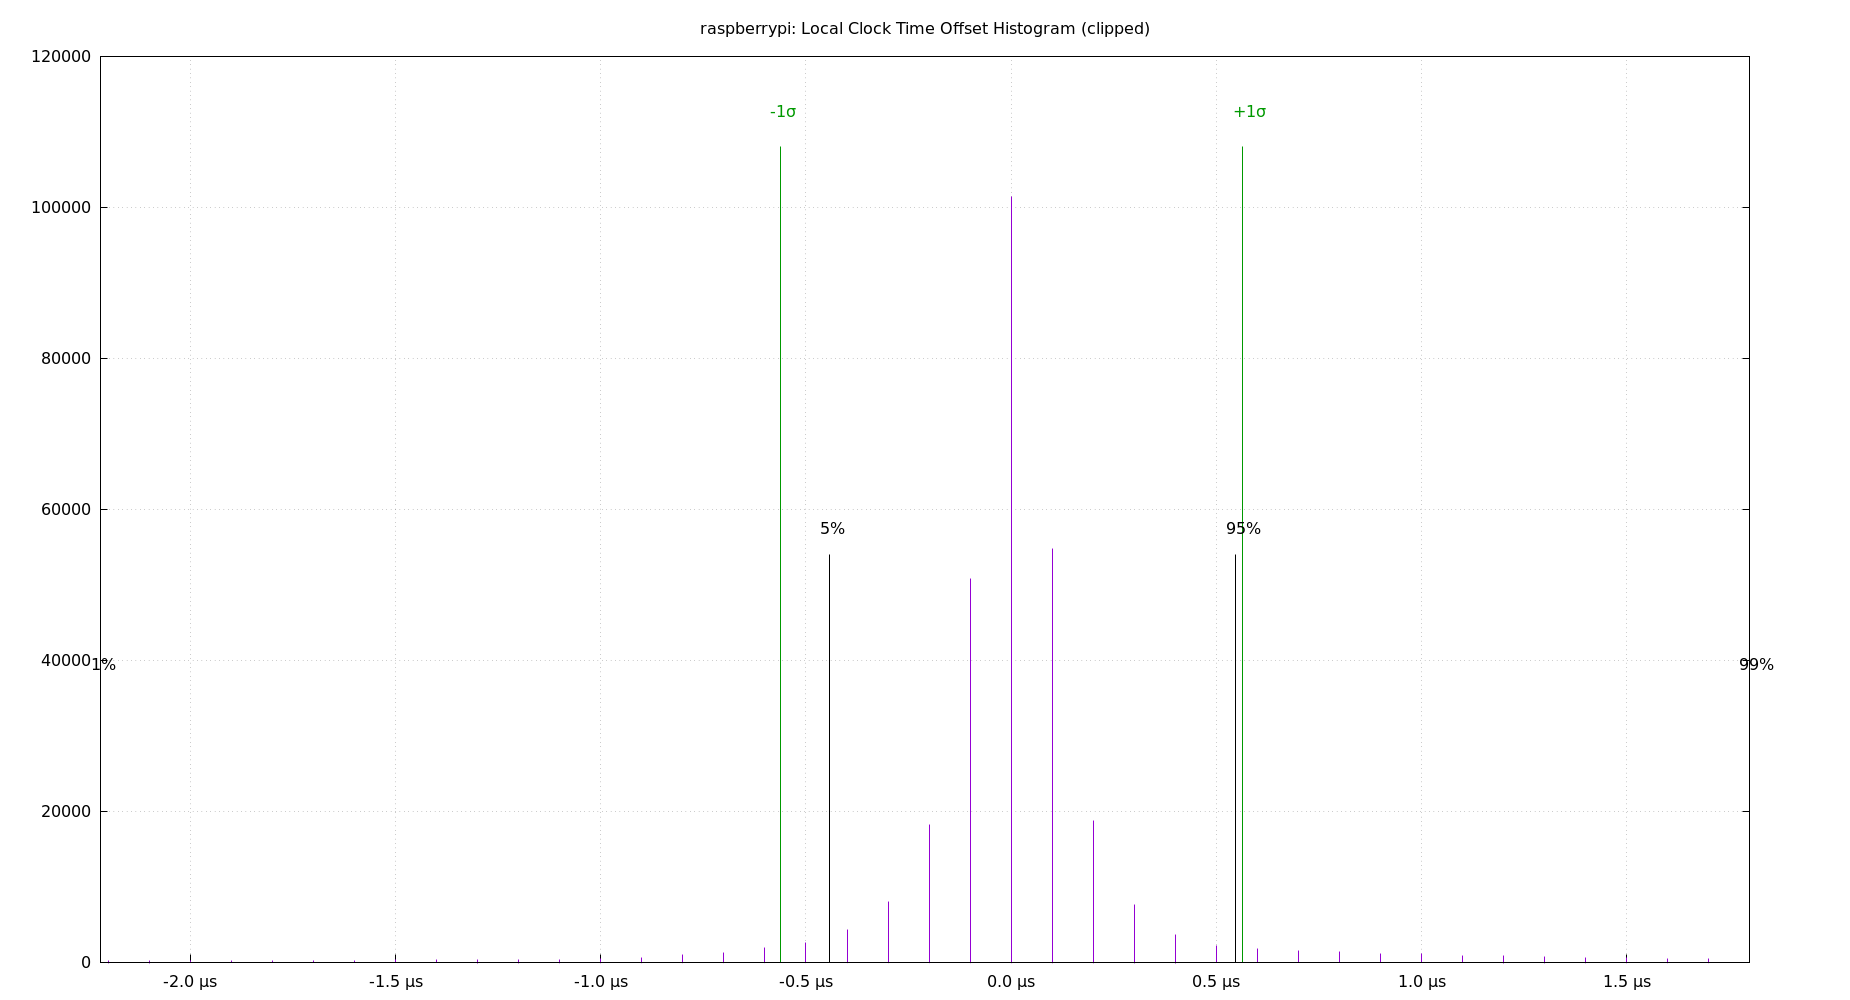 raspberrypi: Local Clock Time Offset Histogram (clipped)
120000
-1σ
+1σ
100000
80000
60000
5%
95%
40000
1%
99%
20000
0
-2.0 µs
-1.5 µs
-1.0 µs
-0.5 µs
0.0 µs
0.5 µs
1.0 µs
1.5 µs